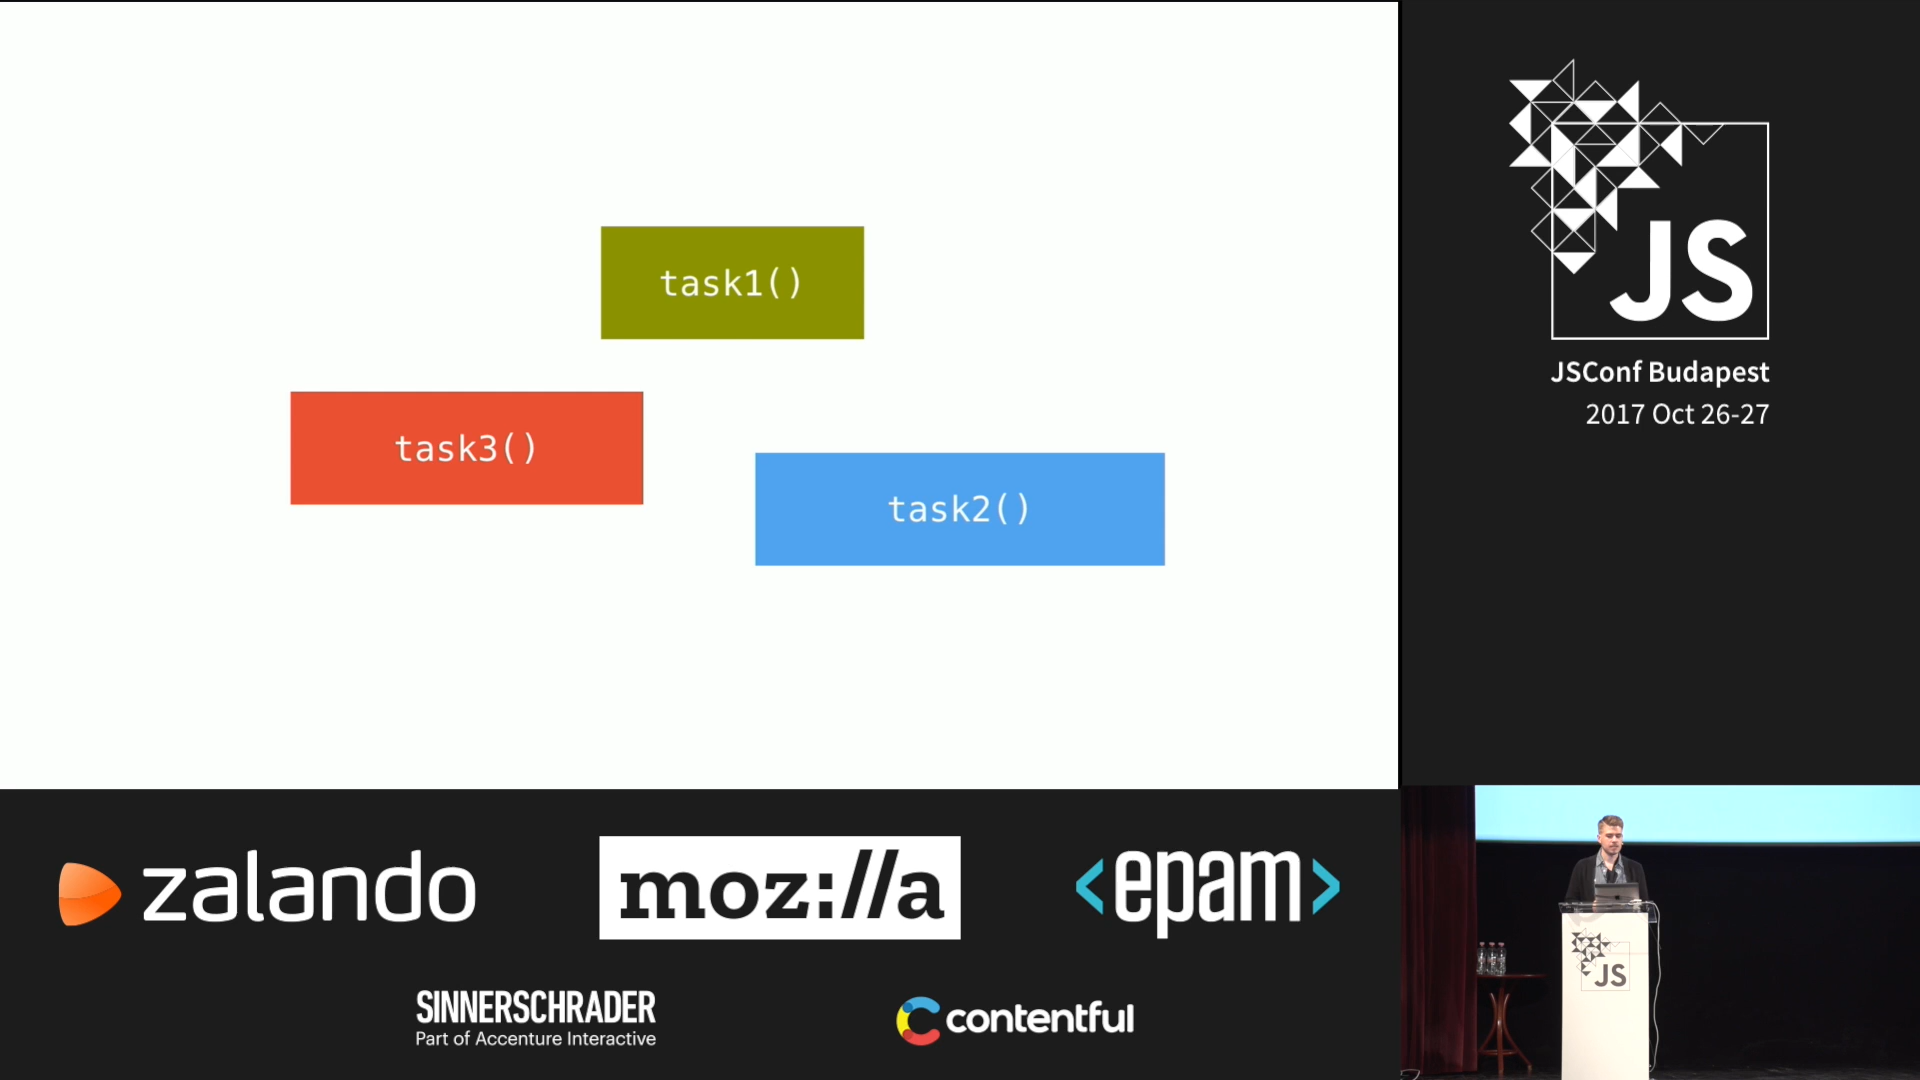 task1()
task3()
task2()
JS
JSConf Budapest
2017 Oct 26-27
zalando
moz://a
<epam>
SINNERSCHRADER
Part of Accenture Interactive
contentful
JS